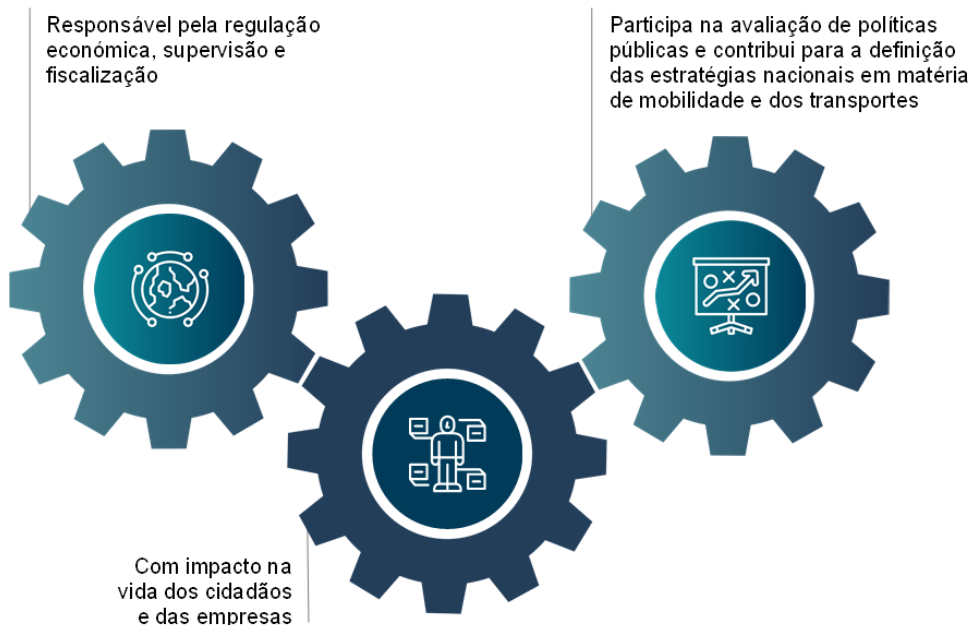 Responsável pela regulação
económica, supervisão e
fiscalização
Participa na avaliação de políticas
públicas e contribui para a definição
das estratégias nacionais em matéria
de mobilidade e dos transportes
Com impacto na
vida dos cidadãos
e das empresas